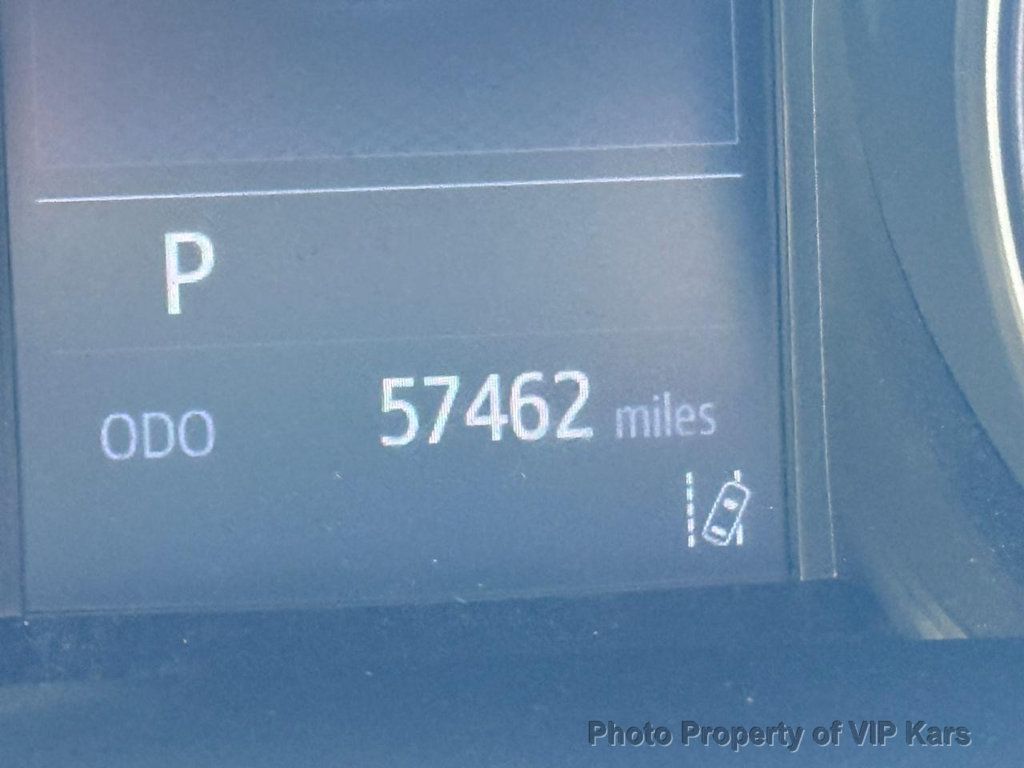 P
ODO 57462 miles
Photo Property of VIP Kars